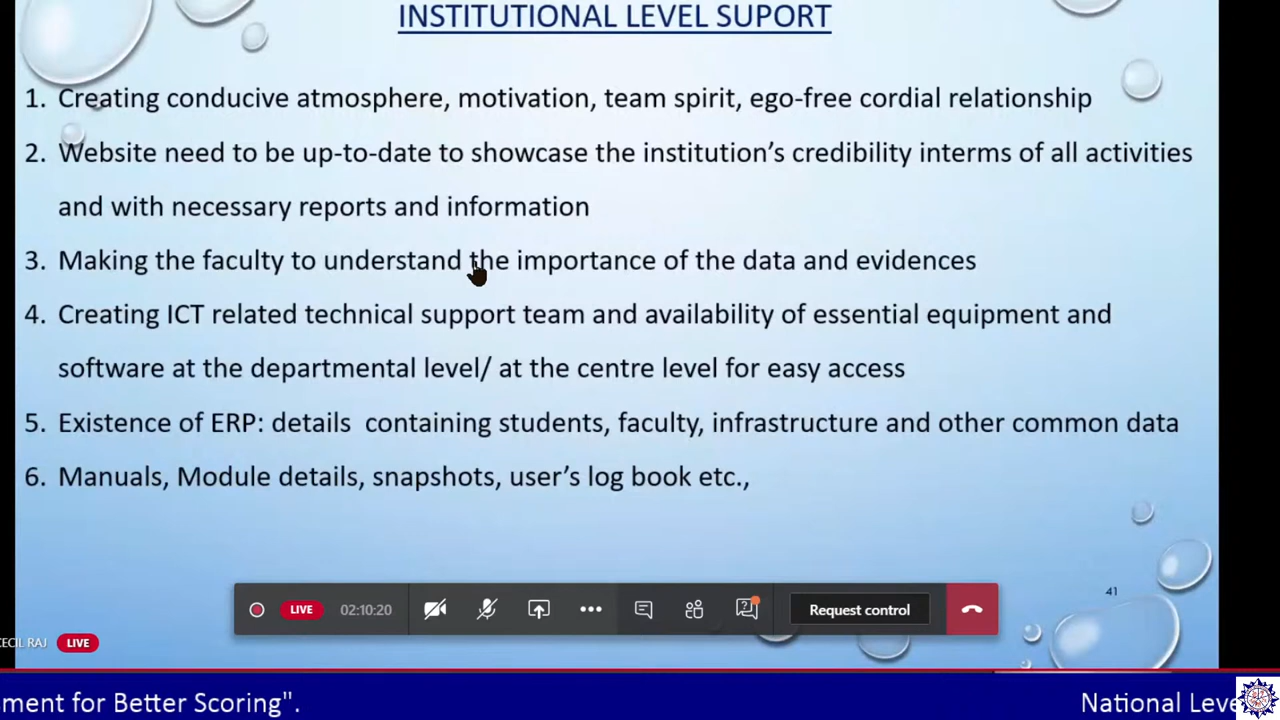 INSTITUTIONAL LEVEL SUPORT
1. Creating conducive atmosphere, motivation, team spirit, ego-free cordial relationship
2. Website need to be up-to-date to showcase the institution's credibility interms of all activities
and with necessary reports and information
3. Making the faculty to understand the importance of the data and evidences
4. Creating ICT related technical support team and availability of essential equipment and
software at the departmental level/ at the centre level for easy access
5. Existence of ERP: details containing students, faculty, infrastructure and other common data
6. Manuals, Module details, snapshots, user's log book etc.,
41
LIVE 02:10:20 Request control
CECIL RAJ LIVE
sment for Better Scoring". National Leve